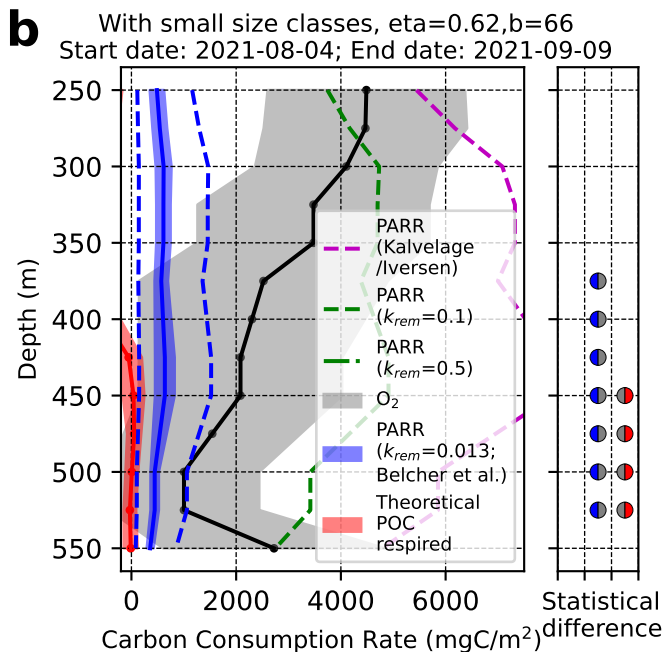 b
With small size classes, eta=0.62,b=66
Start date: 2021-08-04; End date: 2021-09-09
250
300
350
400
450
500
550
Depth (m)
0
2000
4000
6000
Carbon Consumption Rate (mgC/m²)
PARR
(Kalvelage
/Iversen)
PARR
(k_rem=0.1)
PARR
(k_rem=0.5)
O₂
PARR
(k_rem=0.013;
Belcher et al.)
Theoretical
POC
respired
Statistical
difference